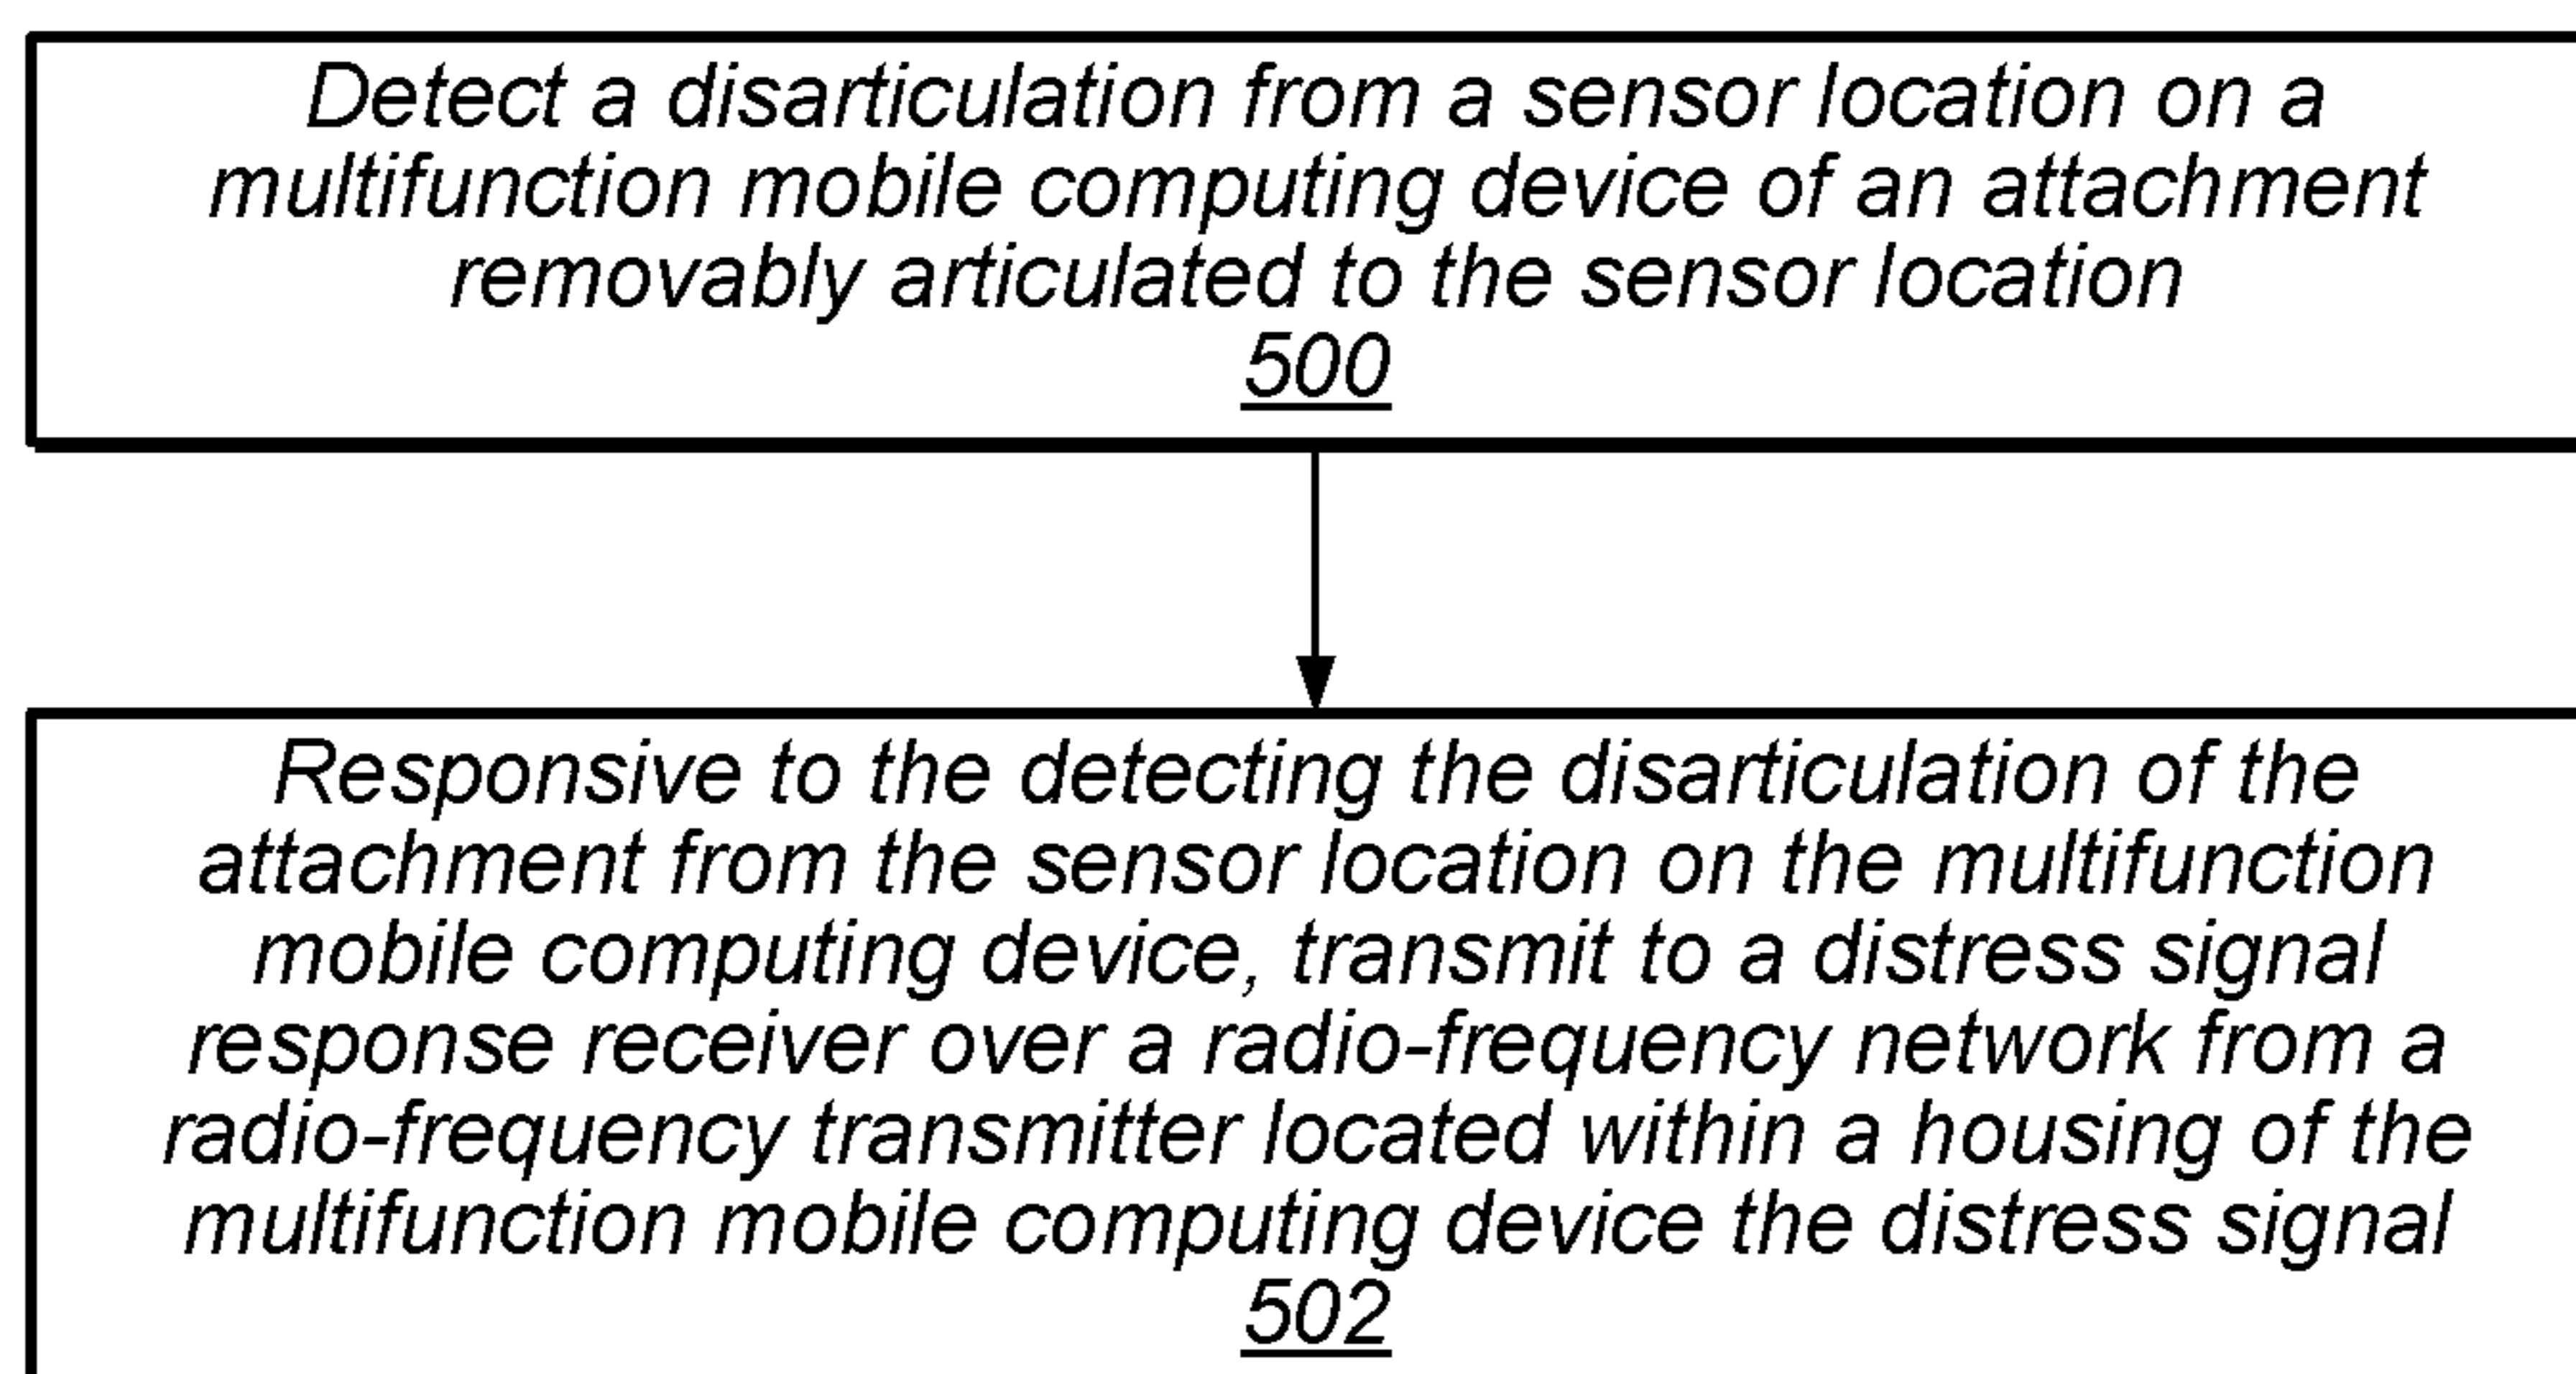 Detect a disarticulation from a sensor location on a
multifunction mobile computing device of an attachment
removably articulated to the sensor location
500
Responsive to the detecting the disarticulation of the
attachment from the sensor location on the multifunction
mobile computing device, transmit to a distress signal
response receiver over a radio-frequency network from a
radio-frequency transmitter located within a housing of the
multifunction mobile computing device the distress signal
502